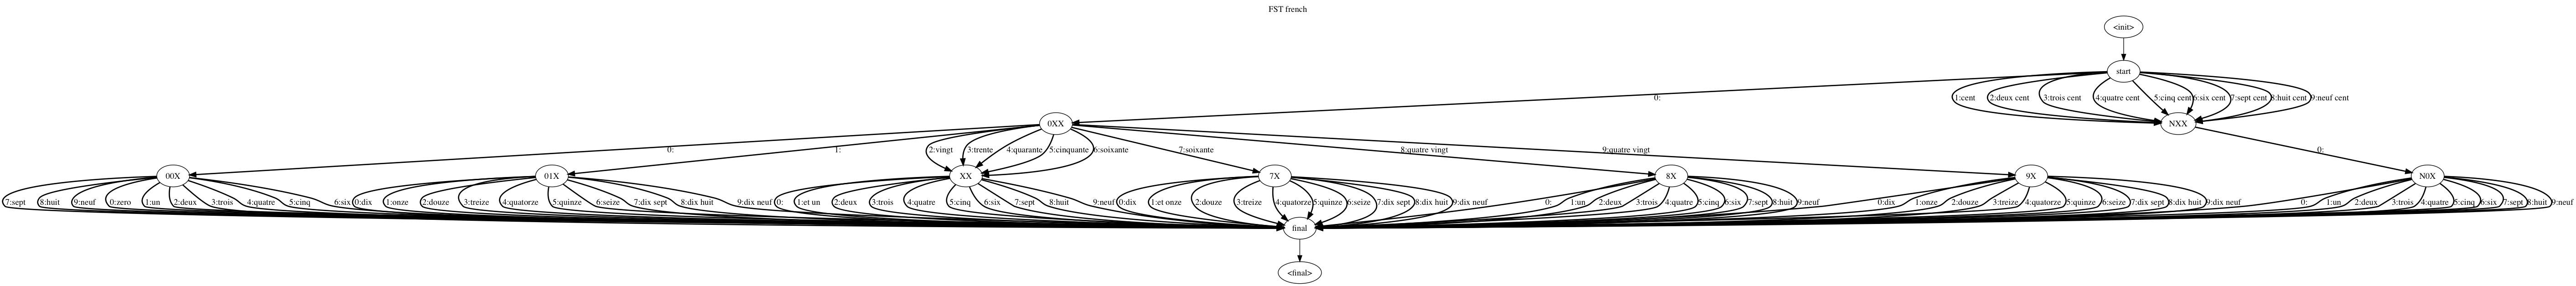 FST french
<init>
start
0:
1:cent
2:deux cent
3:trois cent
4:quatre cent
5:cinq cent
6:six cent
7:sept cent
8:huit cent
9:neuf cent
0XX
NXX
0:
1:
2:vingt
3:trente
4:quarante
5:cinquante
6:soixante
7:soixante
8:quatre vingt
9:quatre vingt
0:
00X
01X
XX
7X
8X
9X
N0X
7:sept
8:huit
9:neuf
0:zero
1:un
2:deux
3:trois
4:quatre
5:cinq
6:six
0:dix
1:onze
2:douze
3:treize
4:quatorze
5:quinze
6:seize
7:dix sept
8:dix huit
9:dix neuf
0:
1:et un
2:deux
3:trois
4:quatre
5:cinq
6:six
7:sept
8:huit
9:neuf
0:dix
1:et onze
2:douze
3:treize
4:quatorze
5:quinze
6:seize
7:dix sept
8:dix huit
9:dix neuf
0:
1:un
2:deux
3:trois
4:quatre
5:cinq
6:six
7:sept
8:huit
9:neuf
0:dix
1:onze
2:douze
3:treize
4:quatorze
5:quinze
6:seize
7:dix sept
8:dix huit
9:dix neuf
0:
1:un
2:deux
3:trois
4:quatre
5:cinq
6:six
7:sept
8:huit
9:neuf
final
<final>